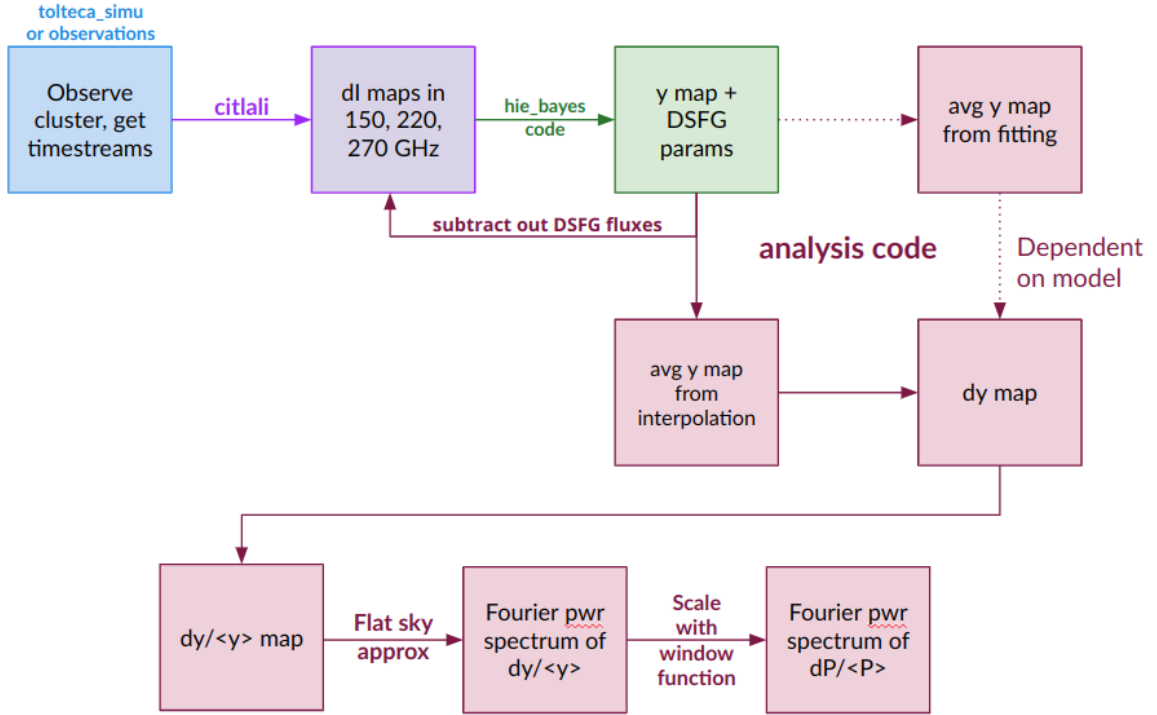 tolteca_simu
or observations
Observe
cluster, get
timestreams
citlali
dI maps in
150, 220,
270 GHz
hie_bayes
code
y map +
DSFG
params
avg y map
from fitting
subtract out DSFG fluxes
analysis code
Dependent
on model
avg y map
from
interpolation
dy map
dy/<y> map
Flat sky
approx
Fourier pwr
spectrum of
dy/<y>
Scale
with
window
function
Fourier pwr
spectrum of
dP/<P>